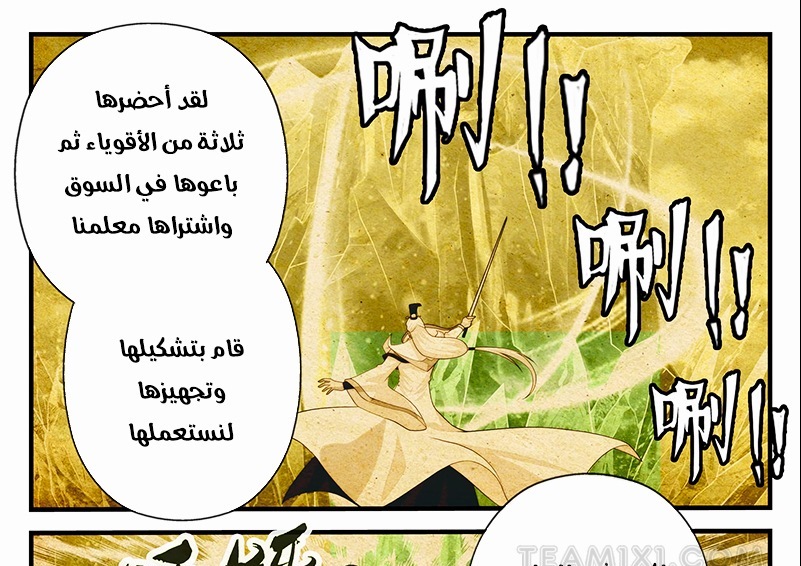 لقد أحضرها
ثلاثة من الأقوياء ثم
باعوها في السوق
واشتراها معلمنا
قام بتشكيلها
وتجهيزها
لنستعملها
唰!!
唰!!
唰!!
TEAM1X1.COM